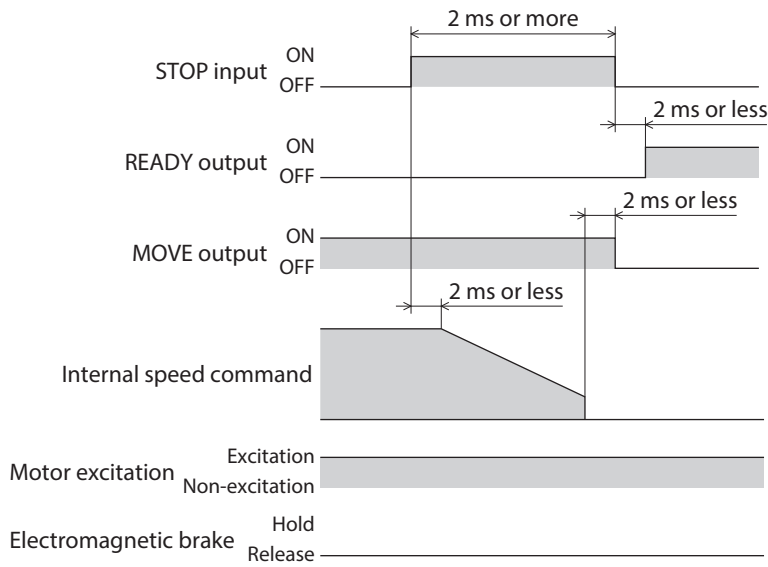 2 ms or more
STOP input
ON
OFF
2 ms or less
READY output
ON
OFF
2 ms or less
MOVE output
ON
OFF
2 ms or less
Internal speed command
Motor excitation
Excitation
Non-excitation
Electromagnetic brake
Hold
Release